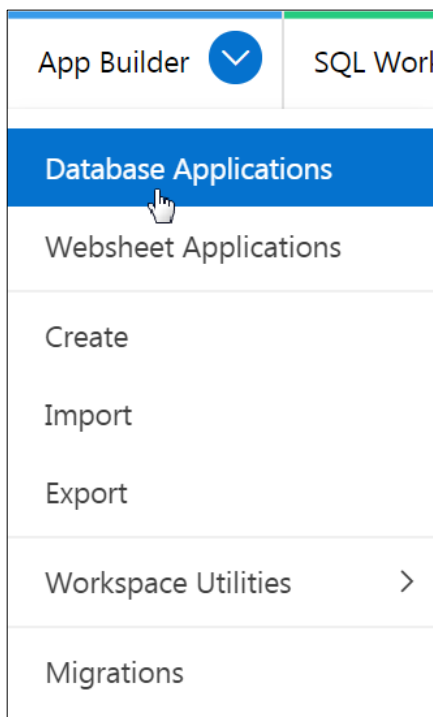 App Builder
SQL Work
Database Applications
Websheet Applications
Create
Import
Export
Workspace Utilities
Migrations